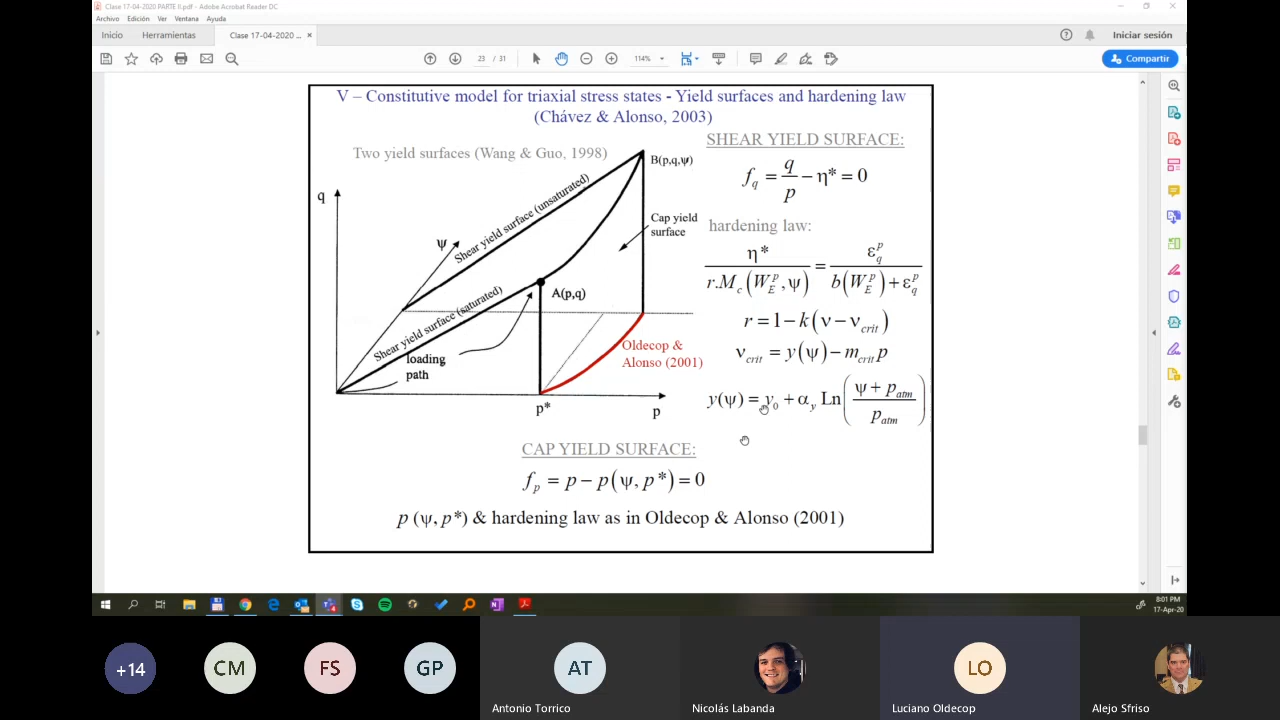 Clase 17-04-2020 PARTE II.pdf - Adobe Acrobat Reader DC
Archivo Edición Ver Ventana Ayuda
Inicio Herramientas Clase 17-04-2020 ... × Iniciar sesión
23 / 31 114% Compartir
V – Constitutive model for triaxial stress states - Yield surfaces and hardening law
(Chávez & Alonso, 2003)
Two yield surfaces (Wang & Guo, 1998)
q
ψ
Shear yield surface (unsaturated)
Shear yield surface (saturated)
B(p,q,ψ)
Cap yield
surface
A(p,q)
loading
path
Oldecop &
Alonso (2001)
p*
p
SHEAR YIELD SURFACE:
f_q = q/p − η* = 0
hardening law:
η* / r.M_c(W_E^p, ψ) = ε_q^p / b(W_E^p) + ε_q^p
r = 1 − k(ν − ν_crit)
ν_crit = y(ψ) − m_crit p
y(ψ) = y_0 + α_y Ln(ψ + p_atm / p_atm)
CAP YIELD SURFACE:
f_p = p − p(ψ, p*) = 0
p (ψ, p*) & hardening law as in Oldecop & Alonso (2001)
8:01 PM
17-Apr-20
+14
CM
FS
GP
AT
LO
Antonio Torrico
Nicolás Labanda
Luciano Oldecop
Alejo Sfriso